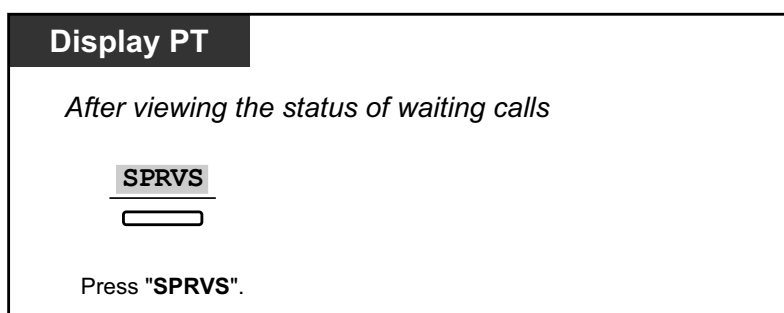 Display PT
After viewing the status of waiting calls
SPRVS
Press "SPRVS".